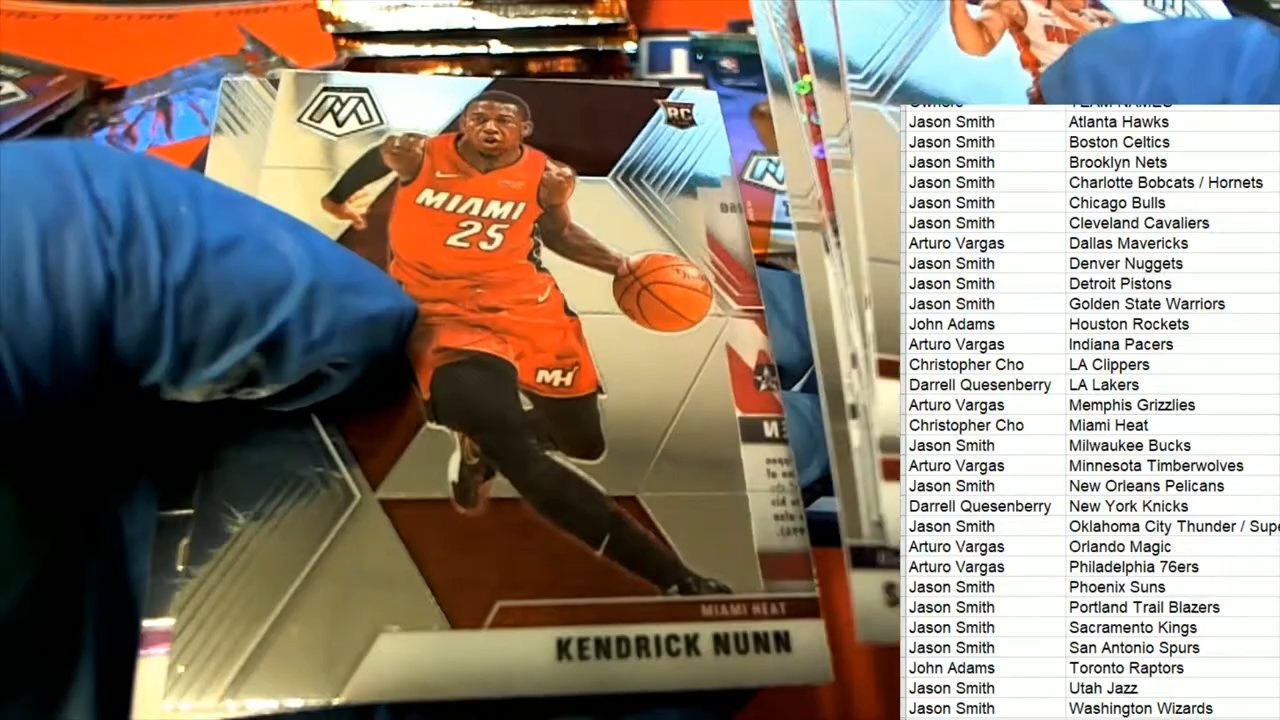 M
RC
MIAMI
25
MH
MIAMI HEAT
KENDRICK NUNN
Owners TEAM NAMES
Jason Smith Atlanta Hawks
Jason Smith Boston Celtics
Jason Smith Brooklyn Nets
Jason Smith Charlotte Bobcats / Hornets
Jason Smith Chicago Bulls
Jason Smith Cleveland Cavaliers
Arturo Vargas Dallas Mavericks
Jason Smith Denver Nuggets
Jason Smith Detroit Pistons
Jason Smith Golden State Warriors
John Adams Houston Rockets
Arturo Vargas Indiana Pacers
Christopher Cho LA Clippers
Darrell Quesenberry LA Lakers
Arturo Vargas Memphis Grizzlies
Christopher Cho Miami Heat
Jason Smith Milwaukee Bucks
Arturo Vargas Minnesota Timberwolves
Jason Smith New Orleans Pelicans
Darrell Quesenberry New York Knicks
Jason Smith Oklahoma City Thunder / Sup
Arturo Vargas Orlando Magic
Arturo Vargas Philadelphia 76ers
Jason Smith Phoenix Suns
Jason Smith Portland Trail Blazers
Jason Smith Sacramento Kings
Jason Smith San Antonio Spurs
John Adams Toronto Raptors
Jason Smith Utah Jazz
Jason Smith Washington Wizards